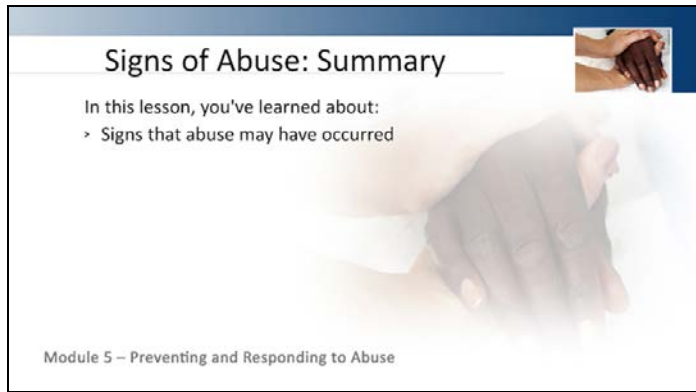 Signs of Abuse: Summary
In this lesson, you've learned about:
> Signs that abuse may have occurred
Module 5 – Preventing and Responding to Abuse